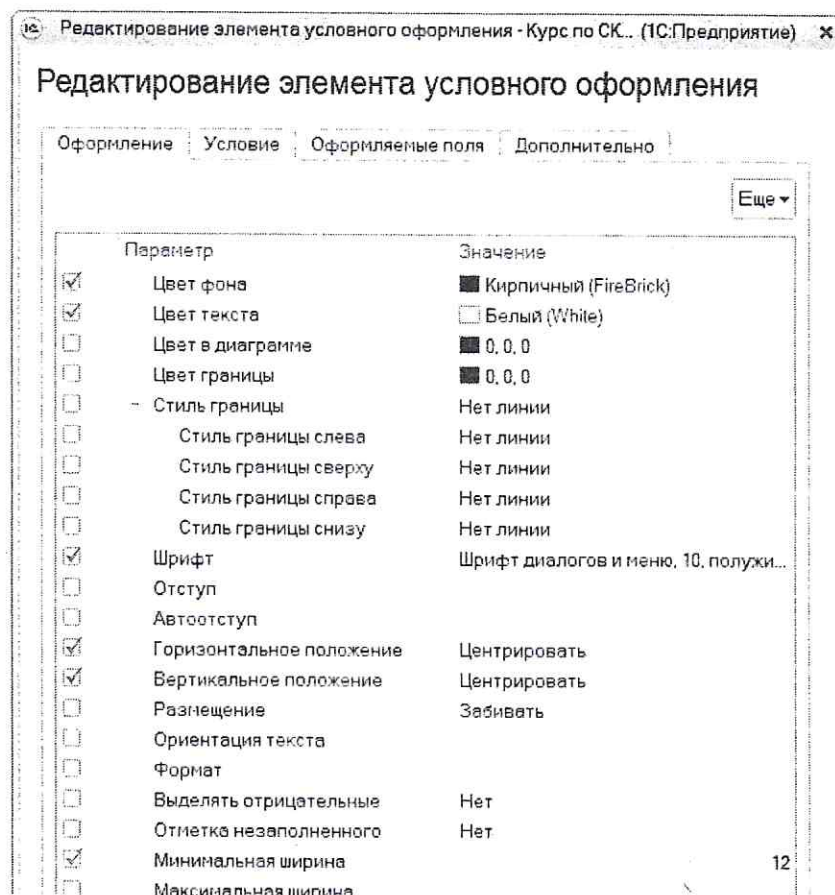 Редактирование элемента условного оформления - Курс по СК... (1С:Предприятие) ×
Редактирование элемента условного оформления
Оформление Условие Оформляемые поля Дополнительно
Еще
Параметр Значение
Цвет фона Кирпичный (FireBrick)
Цвет текста Белый (White)
Цвет в диаграмме 0, 0, 0
Цвет границы 0, 0, 0
- Стиль границы Нет линии
Стиль границы слева Нет линии
Стиль границы сверху Нет линии
Стиль границы справа Нет линии
Стиль границы снизу Нет линии
Шрифт Шрифт диалогов и меню, 10, полужи...
Отступ
Автоотступ
Горизонтальное положение Центрировать
Вертикальное положение Центрировать
Размещение Забивать
Ориентация текста
Формат
Выделять отрицательные Нет
Отметка незаполненного Нет
Минимальная ширина 12
Максимальная ширина